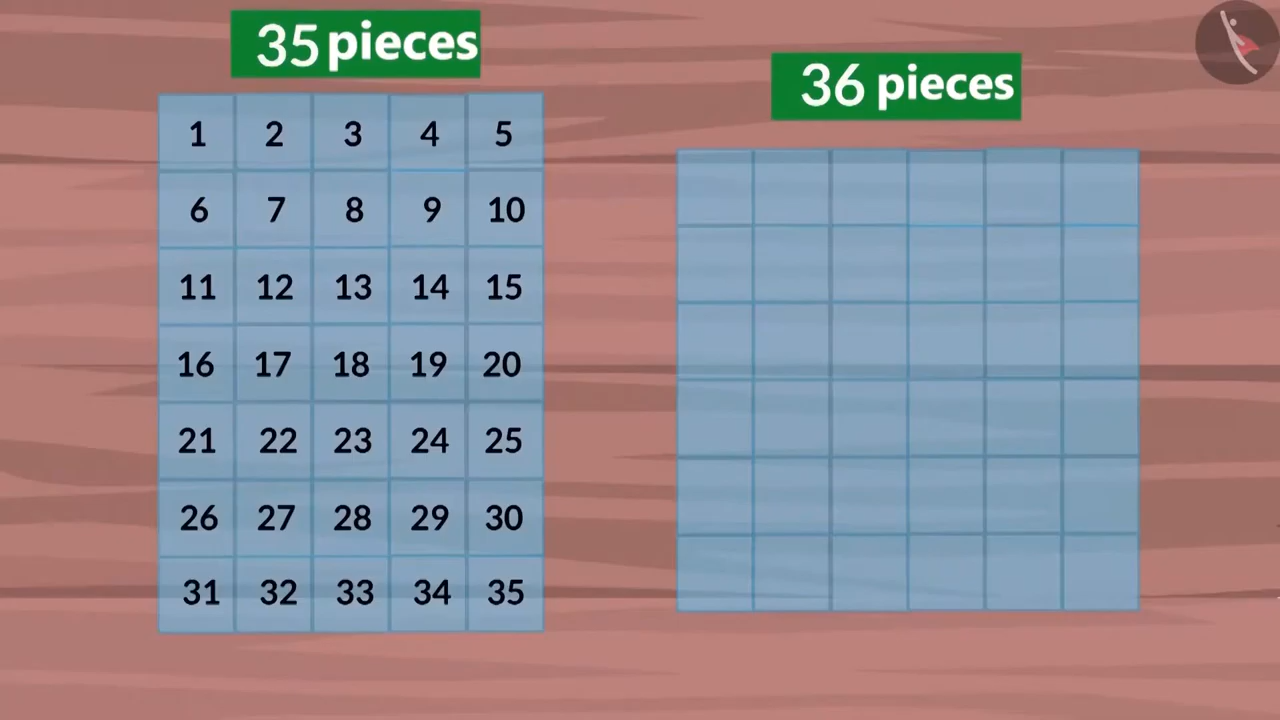 35 pieces
36 pieces
1 2 3 4 5
6 7 8 9 10
11 12 13 14 15
16 17 18 19 20
21 22 23 24 25
26 27 28 29 30
31 32 33 34 35